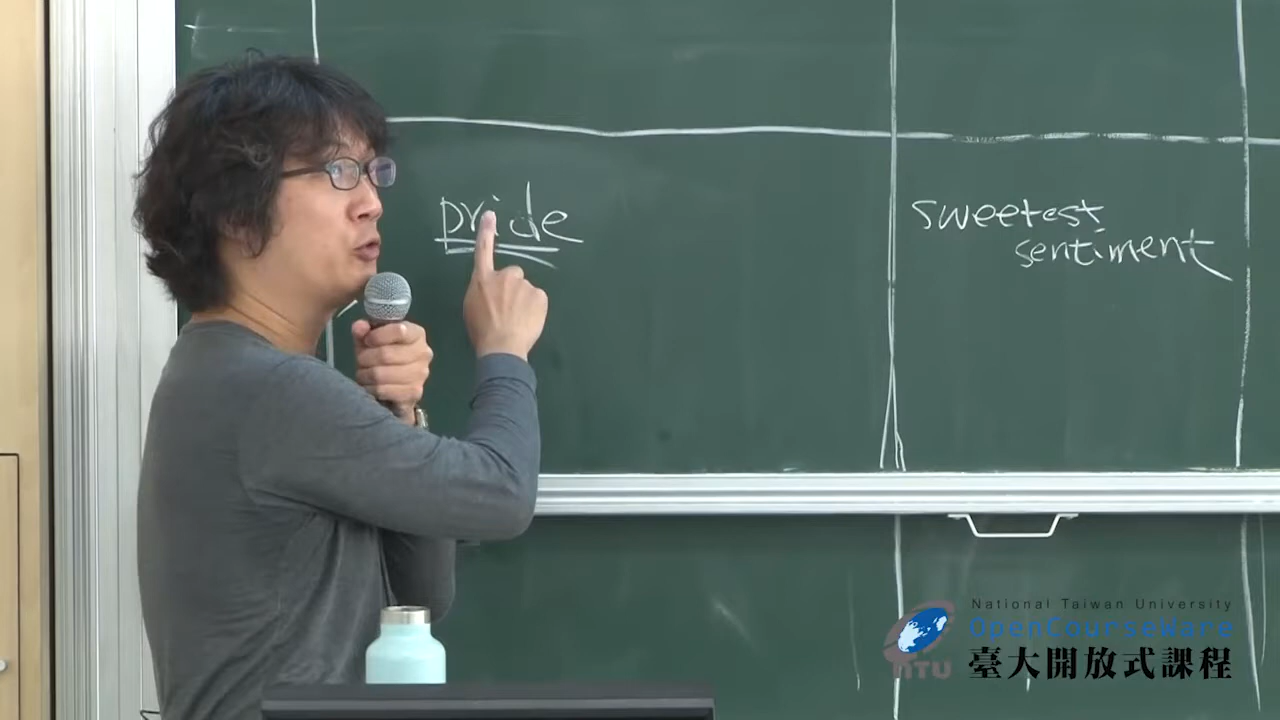 pride
sweetest
sentiment
National Taiwan University
OpenCourseWare
NTU
臺大開放式課程